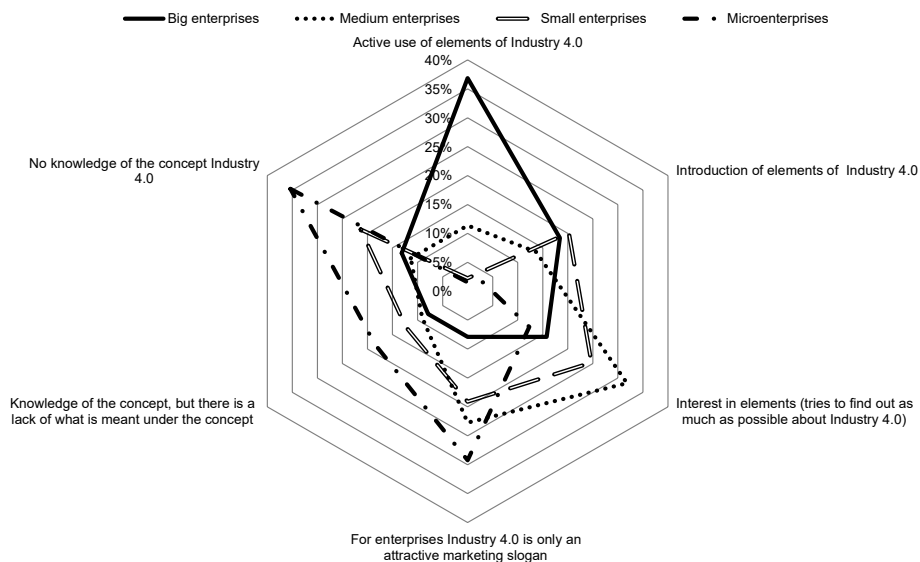 Big enterprises Medium enterprises Small enterprises Microenterprises
Active use of elements of Industry 4.0
40%
35%
30%
25%
20%
15%
10%
5%
0%
Introduction of elements of Industry 4.0
Interest in elements (tries to find out as
much as possible about Industry 4.0)
For enterprises Industry 4.0 is only an
attractive marketing slogan
Knowledge of the concept, but there is a
lack of what is meant under the concept
No knowledge of the concept Industry
4.0